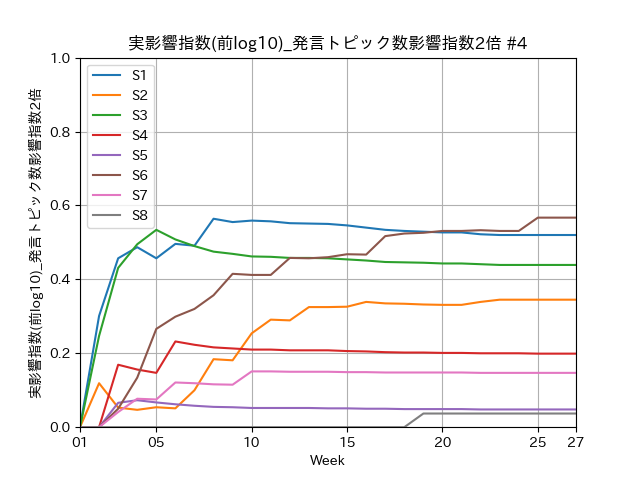 実影響指数(前log10)_発言トピック数影響指数2倍 #4
実影響指数(前log10)_発言トピック数影響指数2倍
1.0
0.8
0.6
0.4
0.2
0.0
S1
S2
S3
S4
S5
S6
S7
S8
01
05
10
15
20
25
27
Week